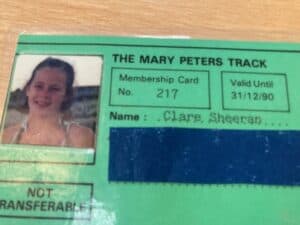 THE MARY PETERS TRACK
Membership Card
No. 217
Valid Until
31/12/90
Name : .Clare Sheeran....
NOT
TRANSFERABLE